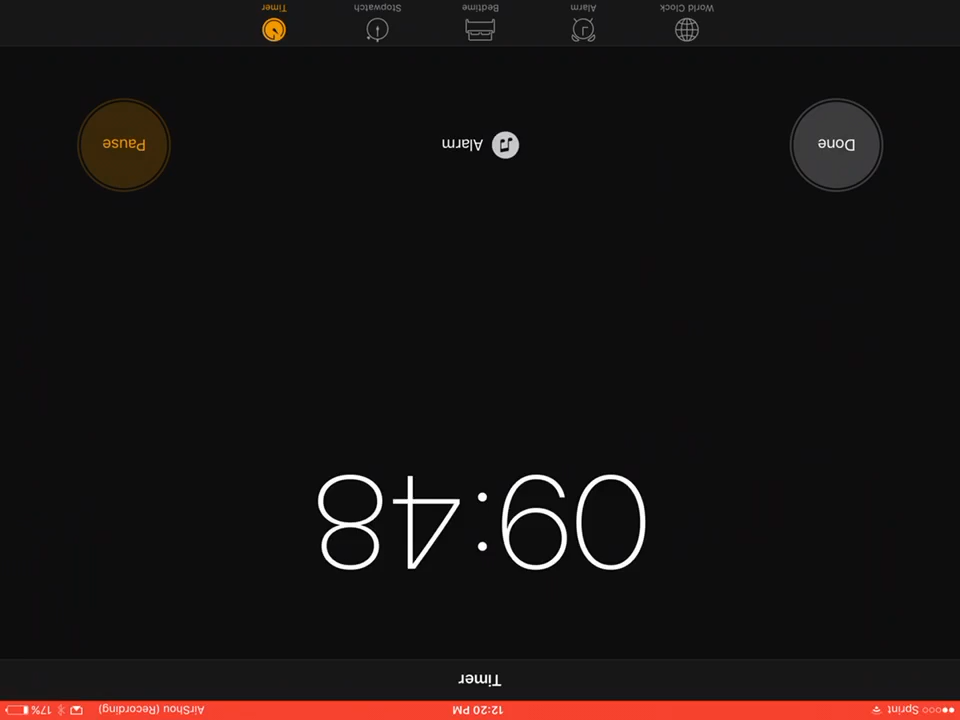 Sprint 12:20 PM AirShou (Recording) 17%
Timer
09:48
Done Alarm Pause
World Clock Alarm Bedtime Stopwatch Timer